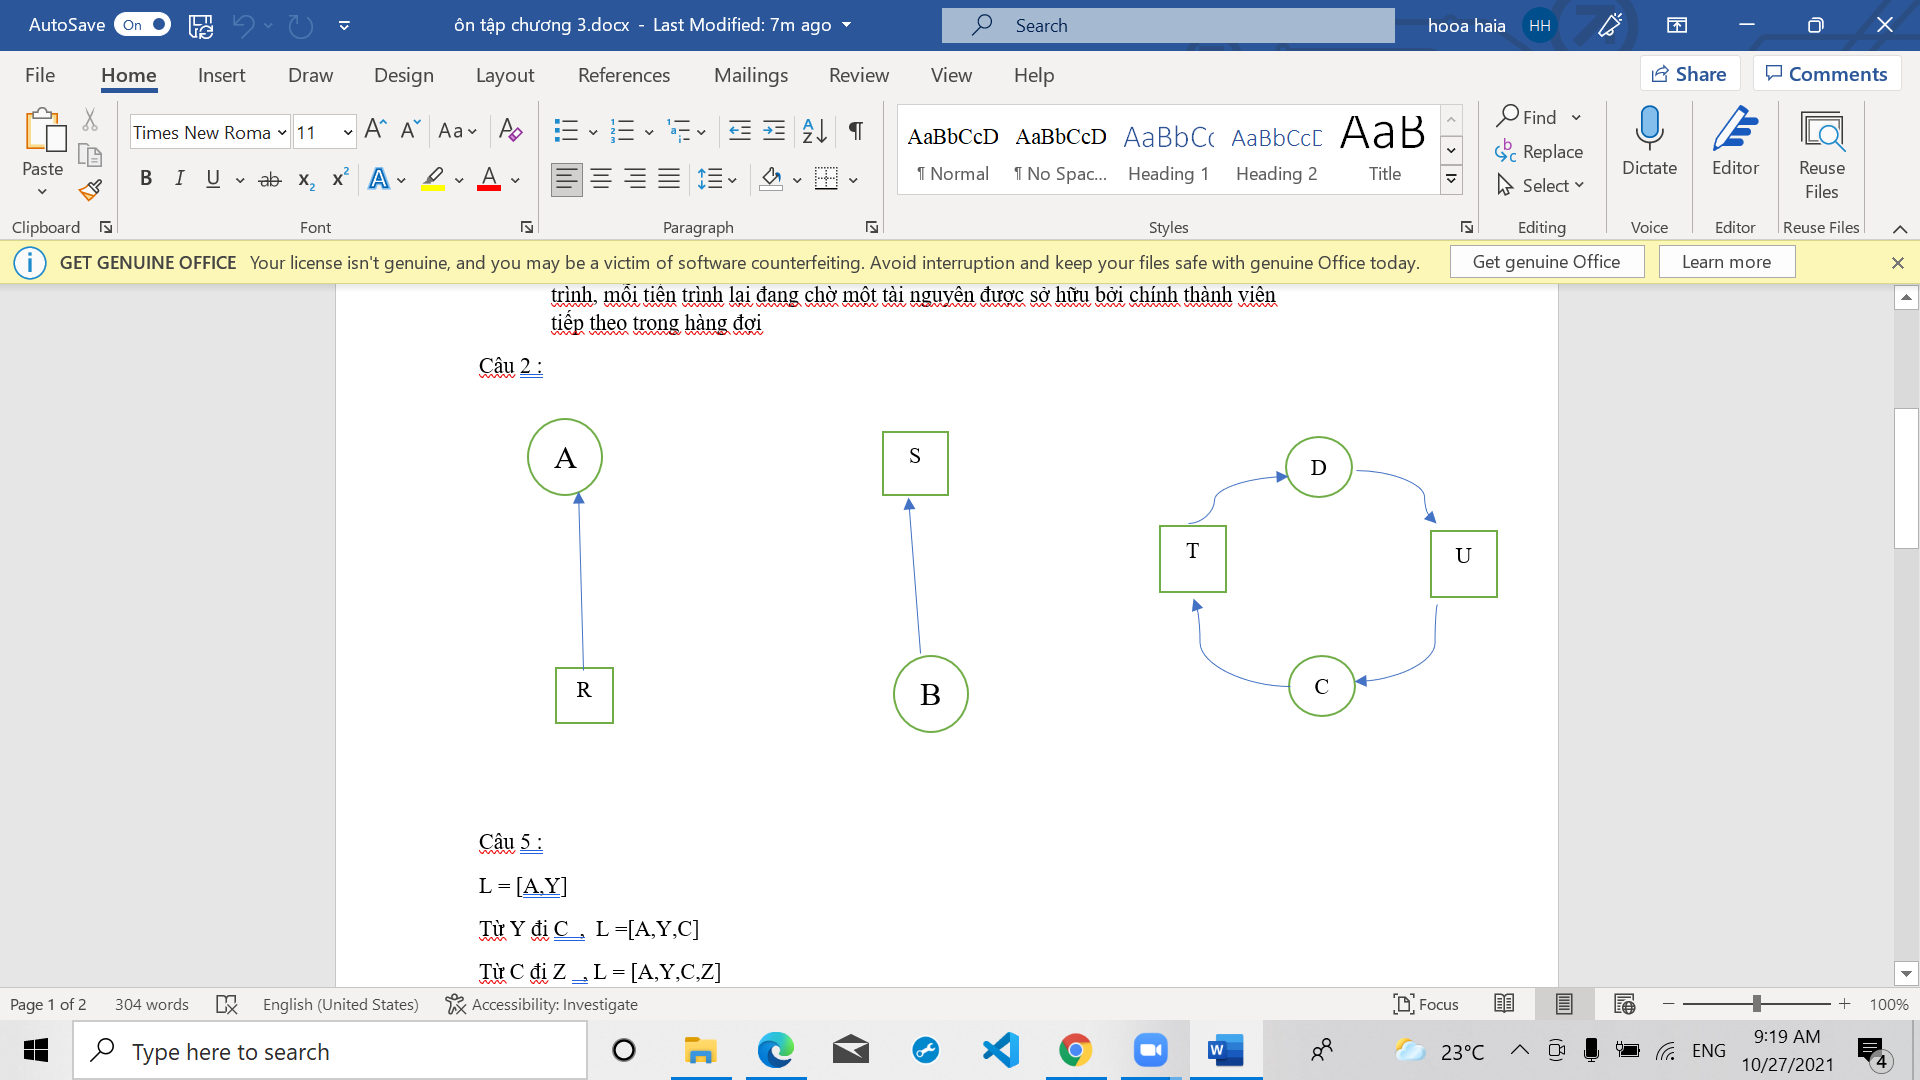 AutoSave On ôn tập chương 3.docx - Last Modified: 7m ago Search hooa haia HH
File Home Insert Draw Design Layout References Mailings Review View Help Share Comments
Paste
Clipboard
Times New Roma 11 Aa
B I U ab x₂ x² A A
Font
Paragraph
AaBbCcD AaBbCcD AaBbCc AaBbCcD AaB
¶ Normal ¶ No Spac... Heading 1 Heading 2 Title
Styles
Find
Replace
Select
Editing
Dictate
Voice
Editor
Editor
Reuse
Files
Reuse Files
GET GENUINE OFFICE Your license isn't genuine, and you may be a victim of software counterfeiting. Avoid interruption and keep your files safe with genuine Office today. Get genuine Office Learn more
trình, mỗi tiến trình lại đang chờ một tài nguyên được sở hữu bởi chính thành viên
tiếp theo trong hàng đợi
Câu 2 :
A
S
D
T
U
R
B
C
Câu 5 :
L = [A,Y]
Từ Y đi C , L =[A,Y,C]
Từ C đi Z , L = [A,Y,C,Z]
Page 1 of 2 304 words English (United States) Accessibility: Investigate Focus 100%
Type here to search
23°C ENG 9:19 AM
10/27/2021 4